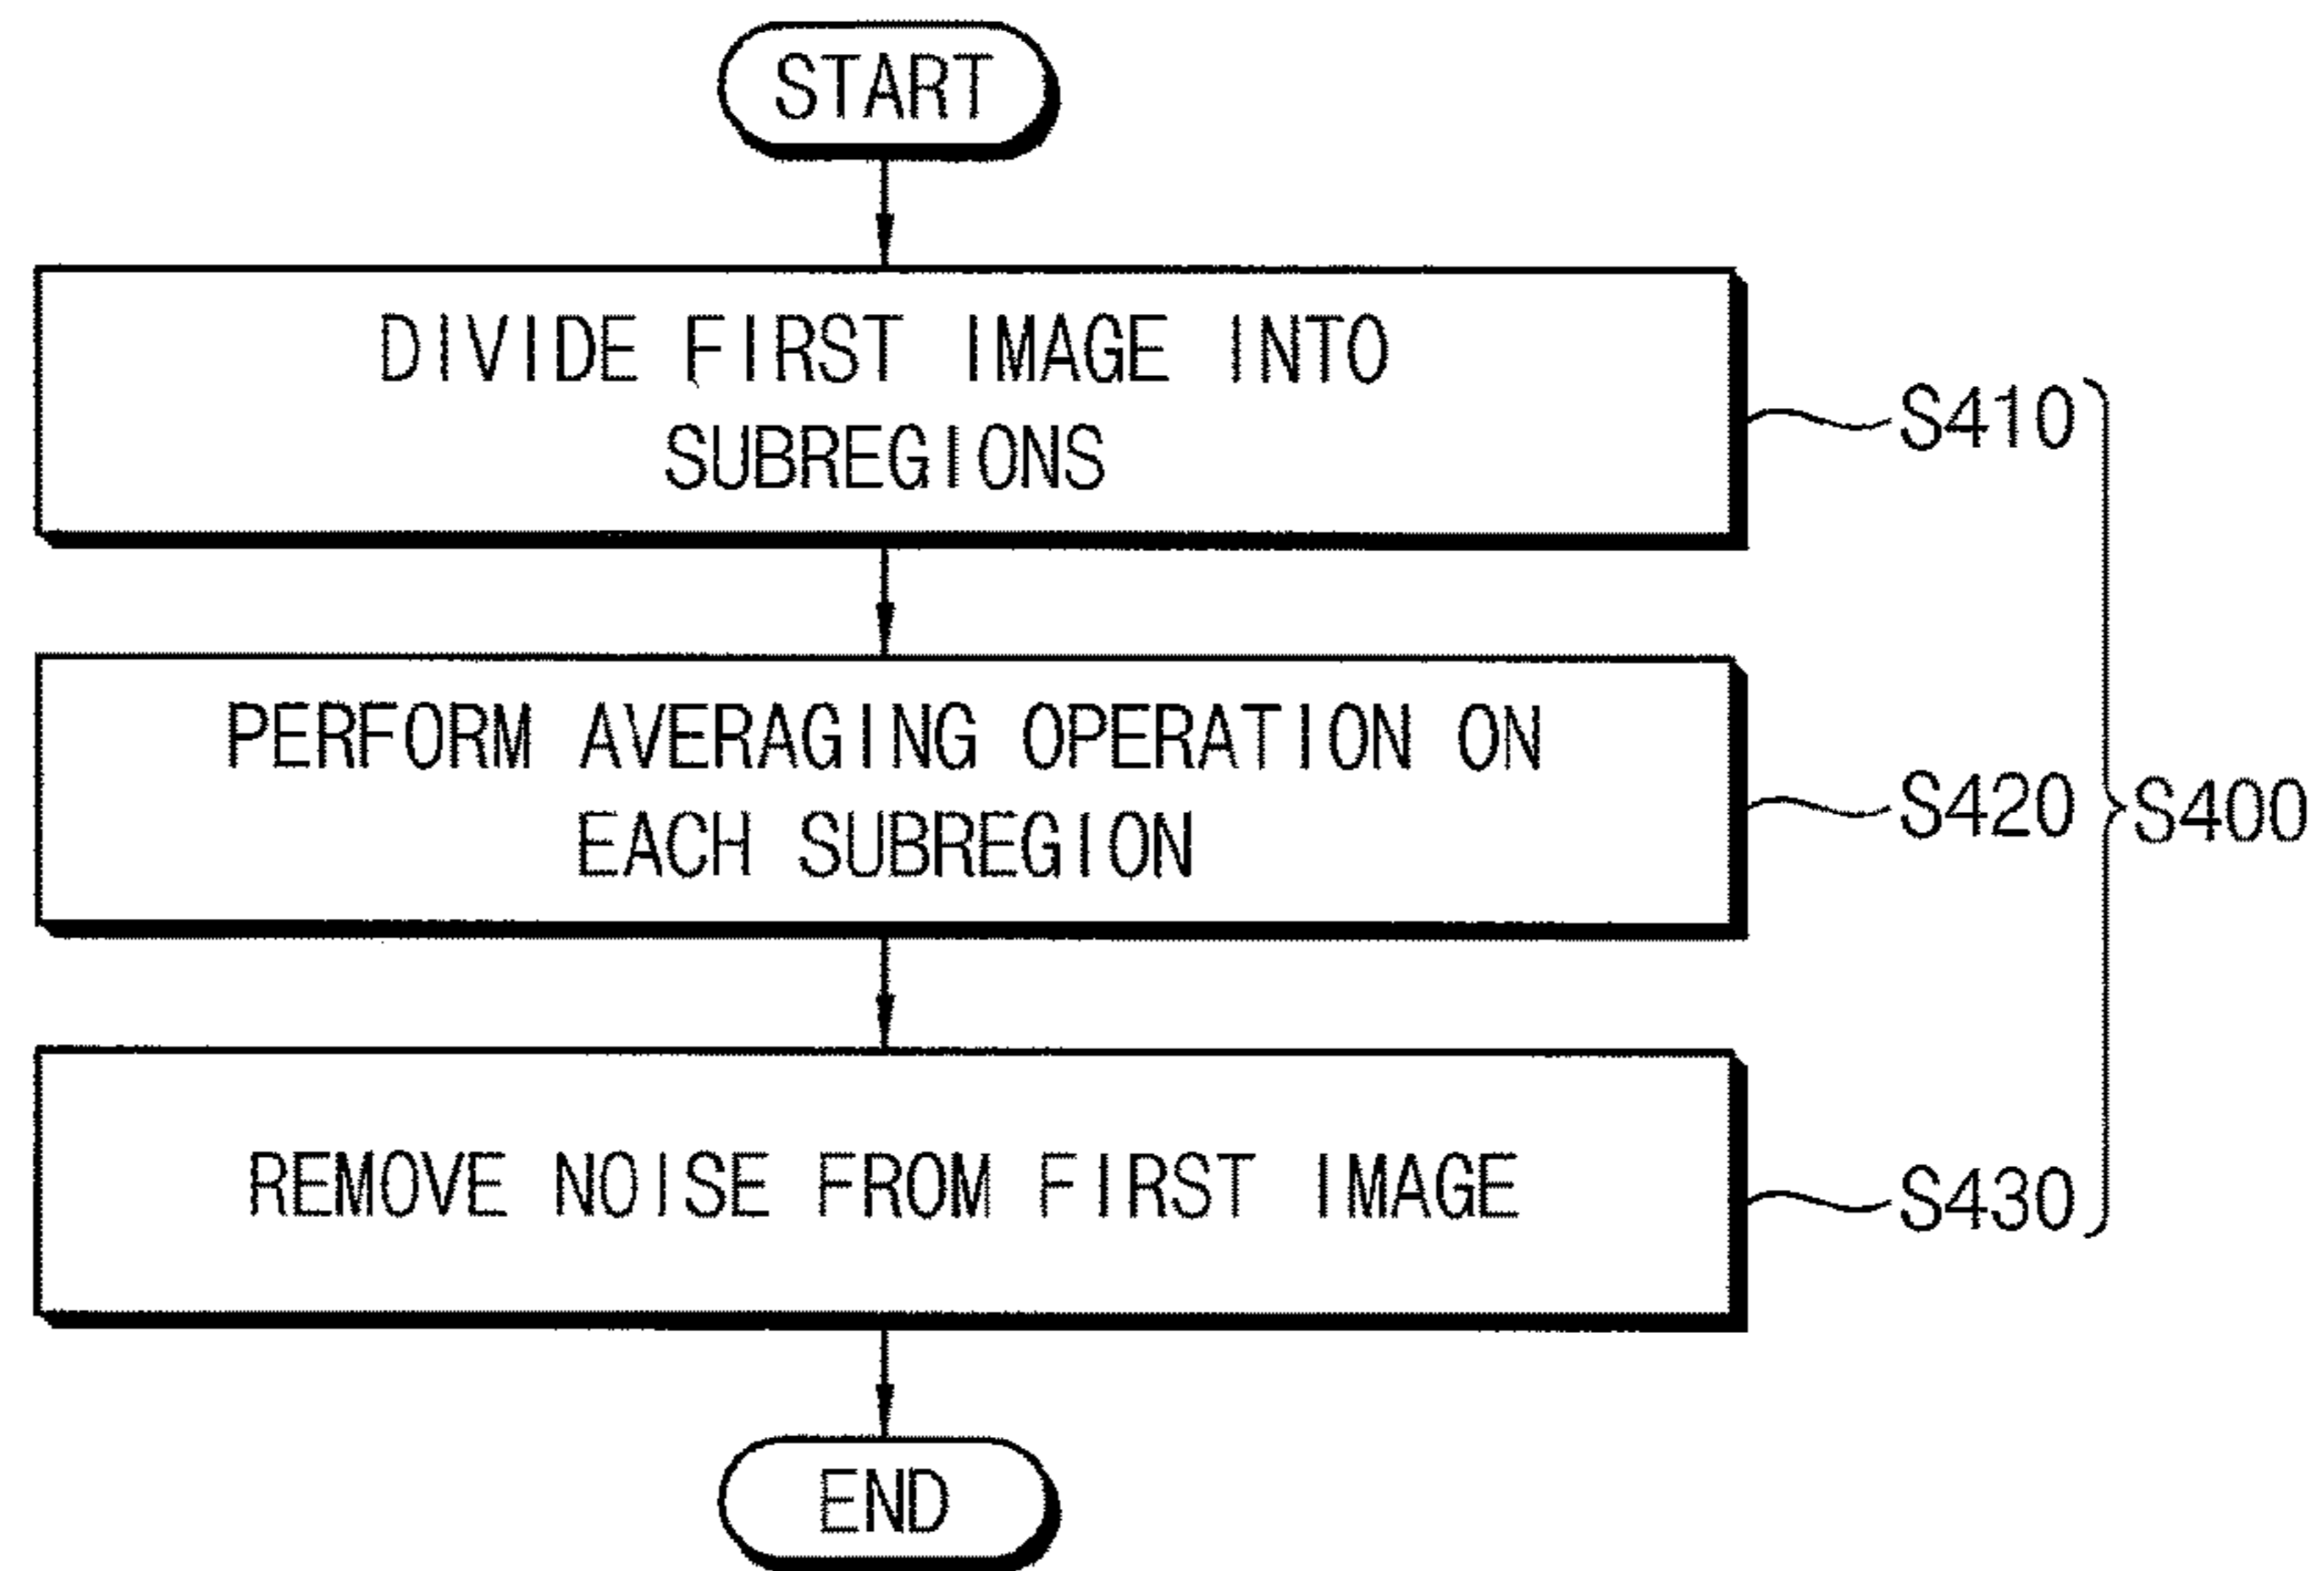 START
DIVIDE FIRST IMAGE INTO
SUBREGIONS
S410
PERFORM AVERAGING OPERATION ON
EACH SUBREGION
S420
S400
REMOVE NOISE FROM FIRST IMAGE
S430
END